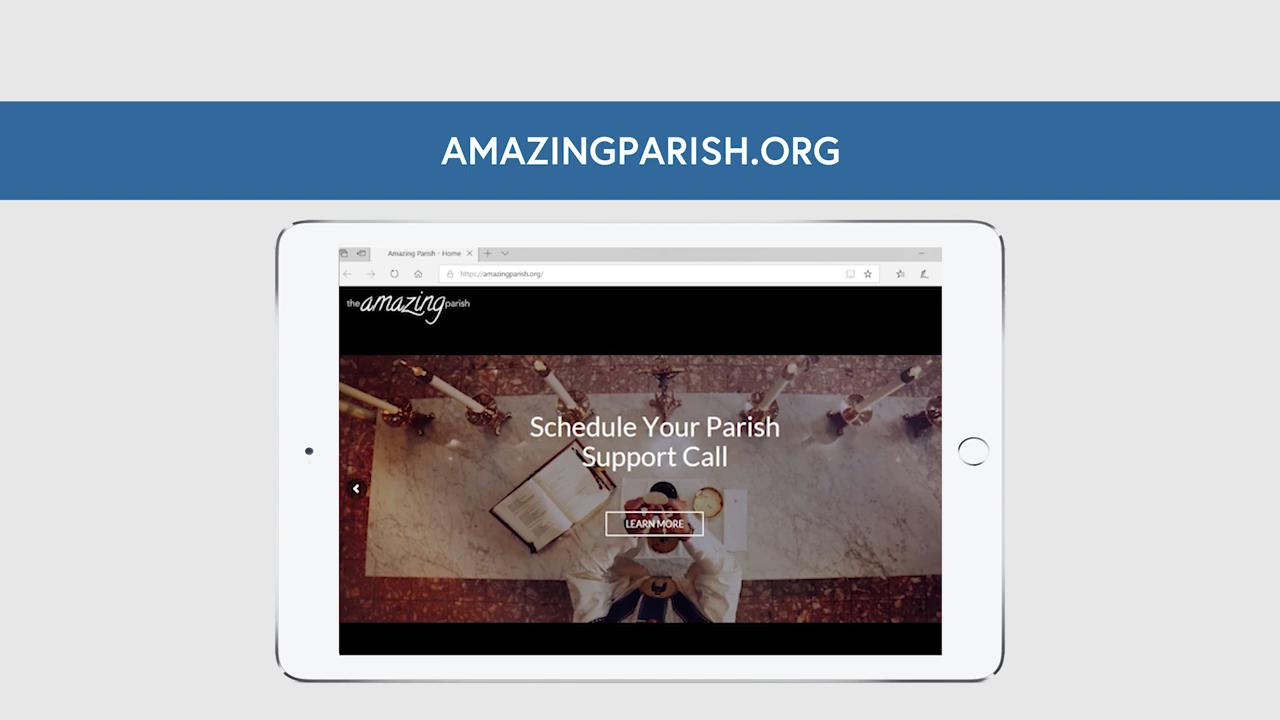 AMAZINGPARISH.ORG
Amazing Parish - Home
https://amazingparish.org/
the amazing parish
Schedule Your Parish
Support Call
LEARN MORE